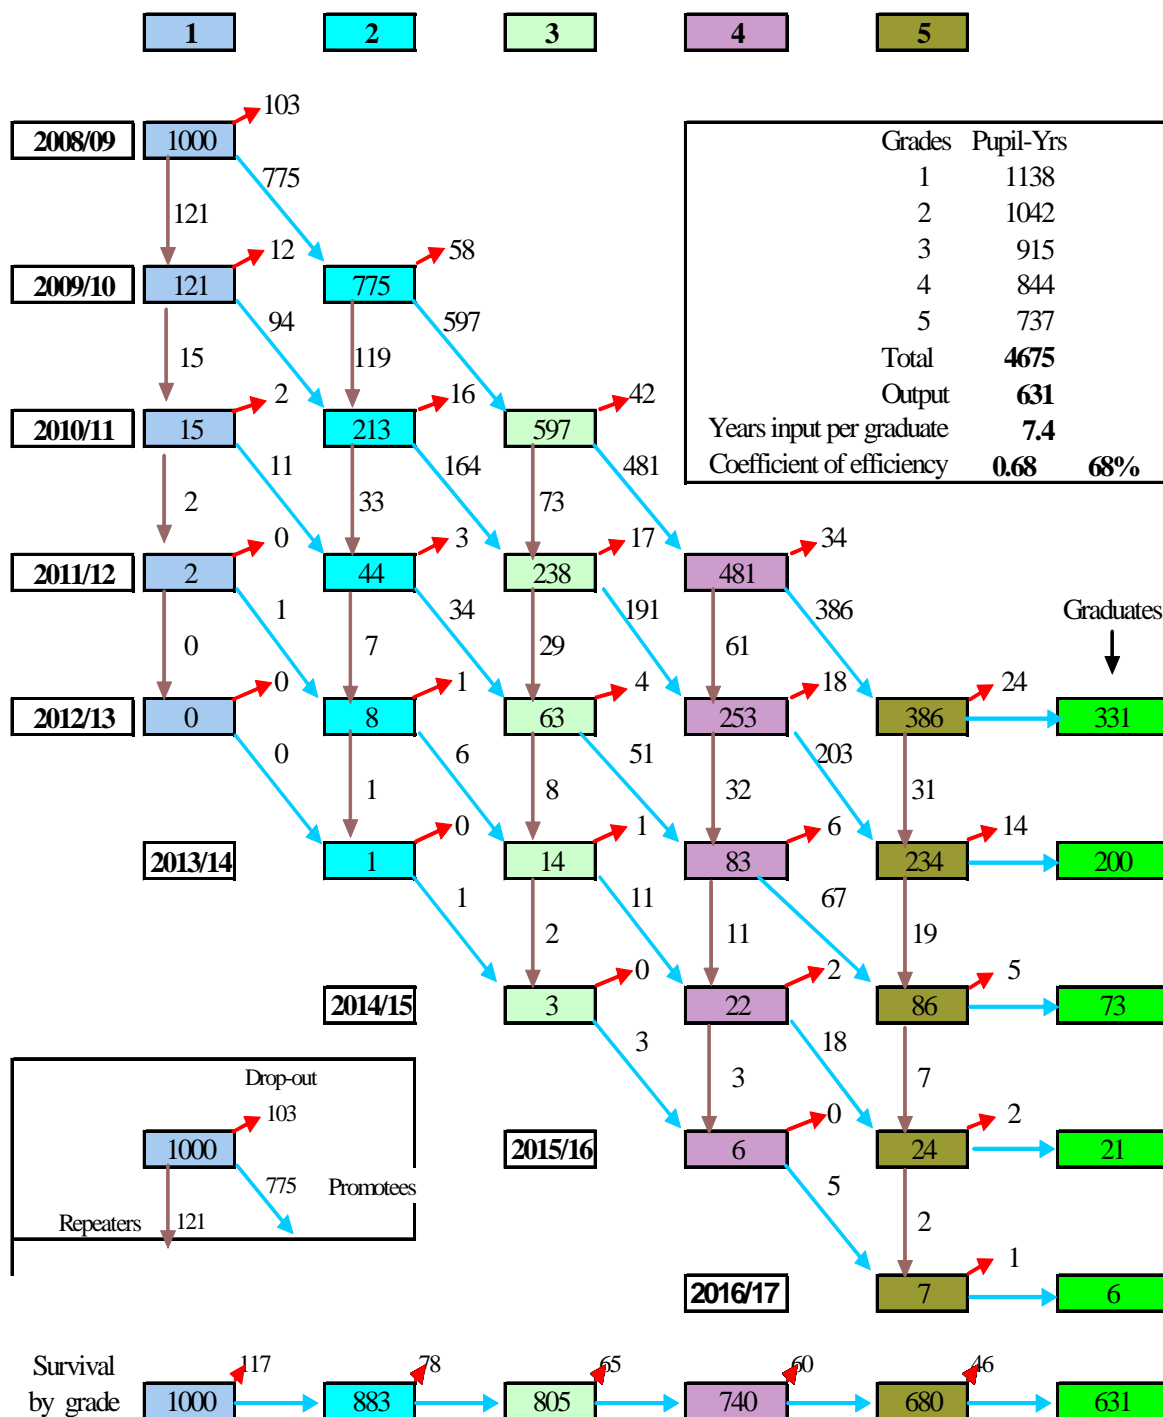 1 2 3 4 5
103
2008/09 1000
775
121
Grades Pupil-Yrs
1 1138
2 1042
3 915
4 844
5 737
Total 4675
Output 631
Years input per graduate 7.4
Coefficient of efficiency 0.68 68%
12 58
2009/10 121 775
94 597
15 119
2 16 42
2010/11 15 213 597
11 164 481
2 33 73
0 3 17 34
2011/12 2 44 238 481
1 34 191 386
0 7 29 61
Graduates
0 1 4 18 24
2012/13 0 8 63 253 386 331
0 6 51 203
1 8 32 31
0 1 6 14
2013/14 1 14 83 234 200
1 11 67
2 11 19
0 2 5
2014/15 3 22 86 73
3 18
3 7
0 2
2015/16 6 24 21
5
2
1
2016/17 7 6
Drop-out
103
1000
775 Promotees
Repeaters 121
117 78 65 60 46
Survival
by grade 1000 883 805 740 680 631